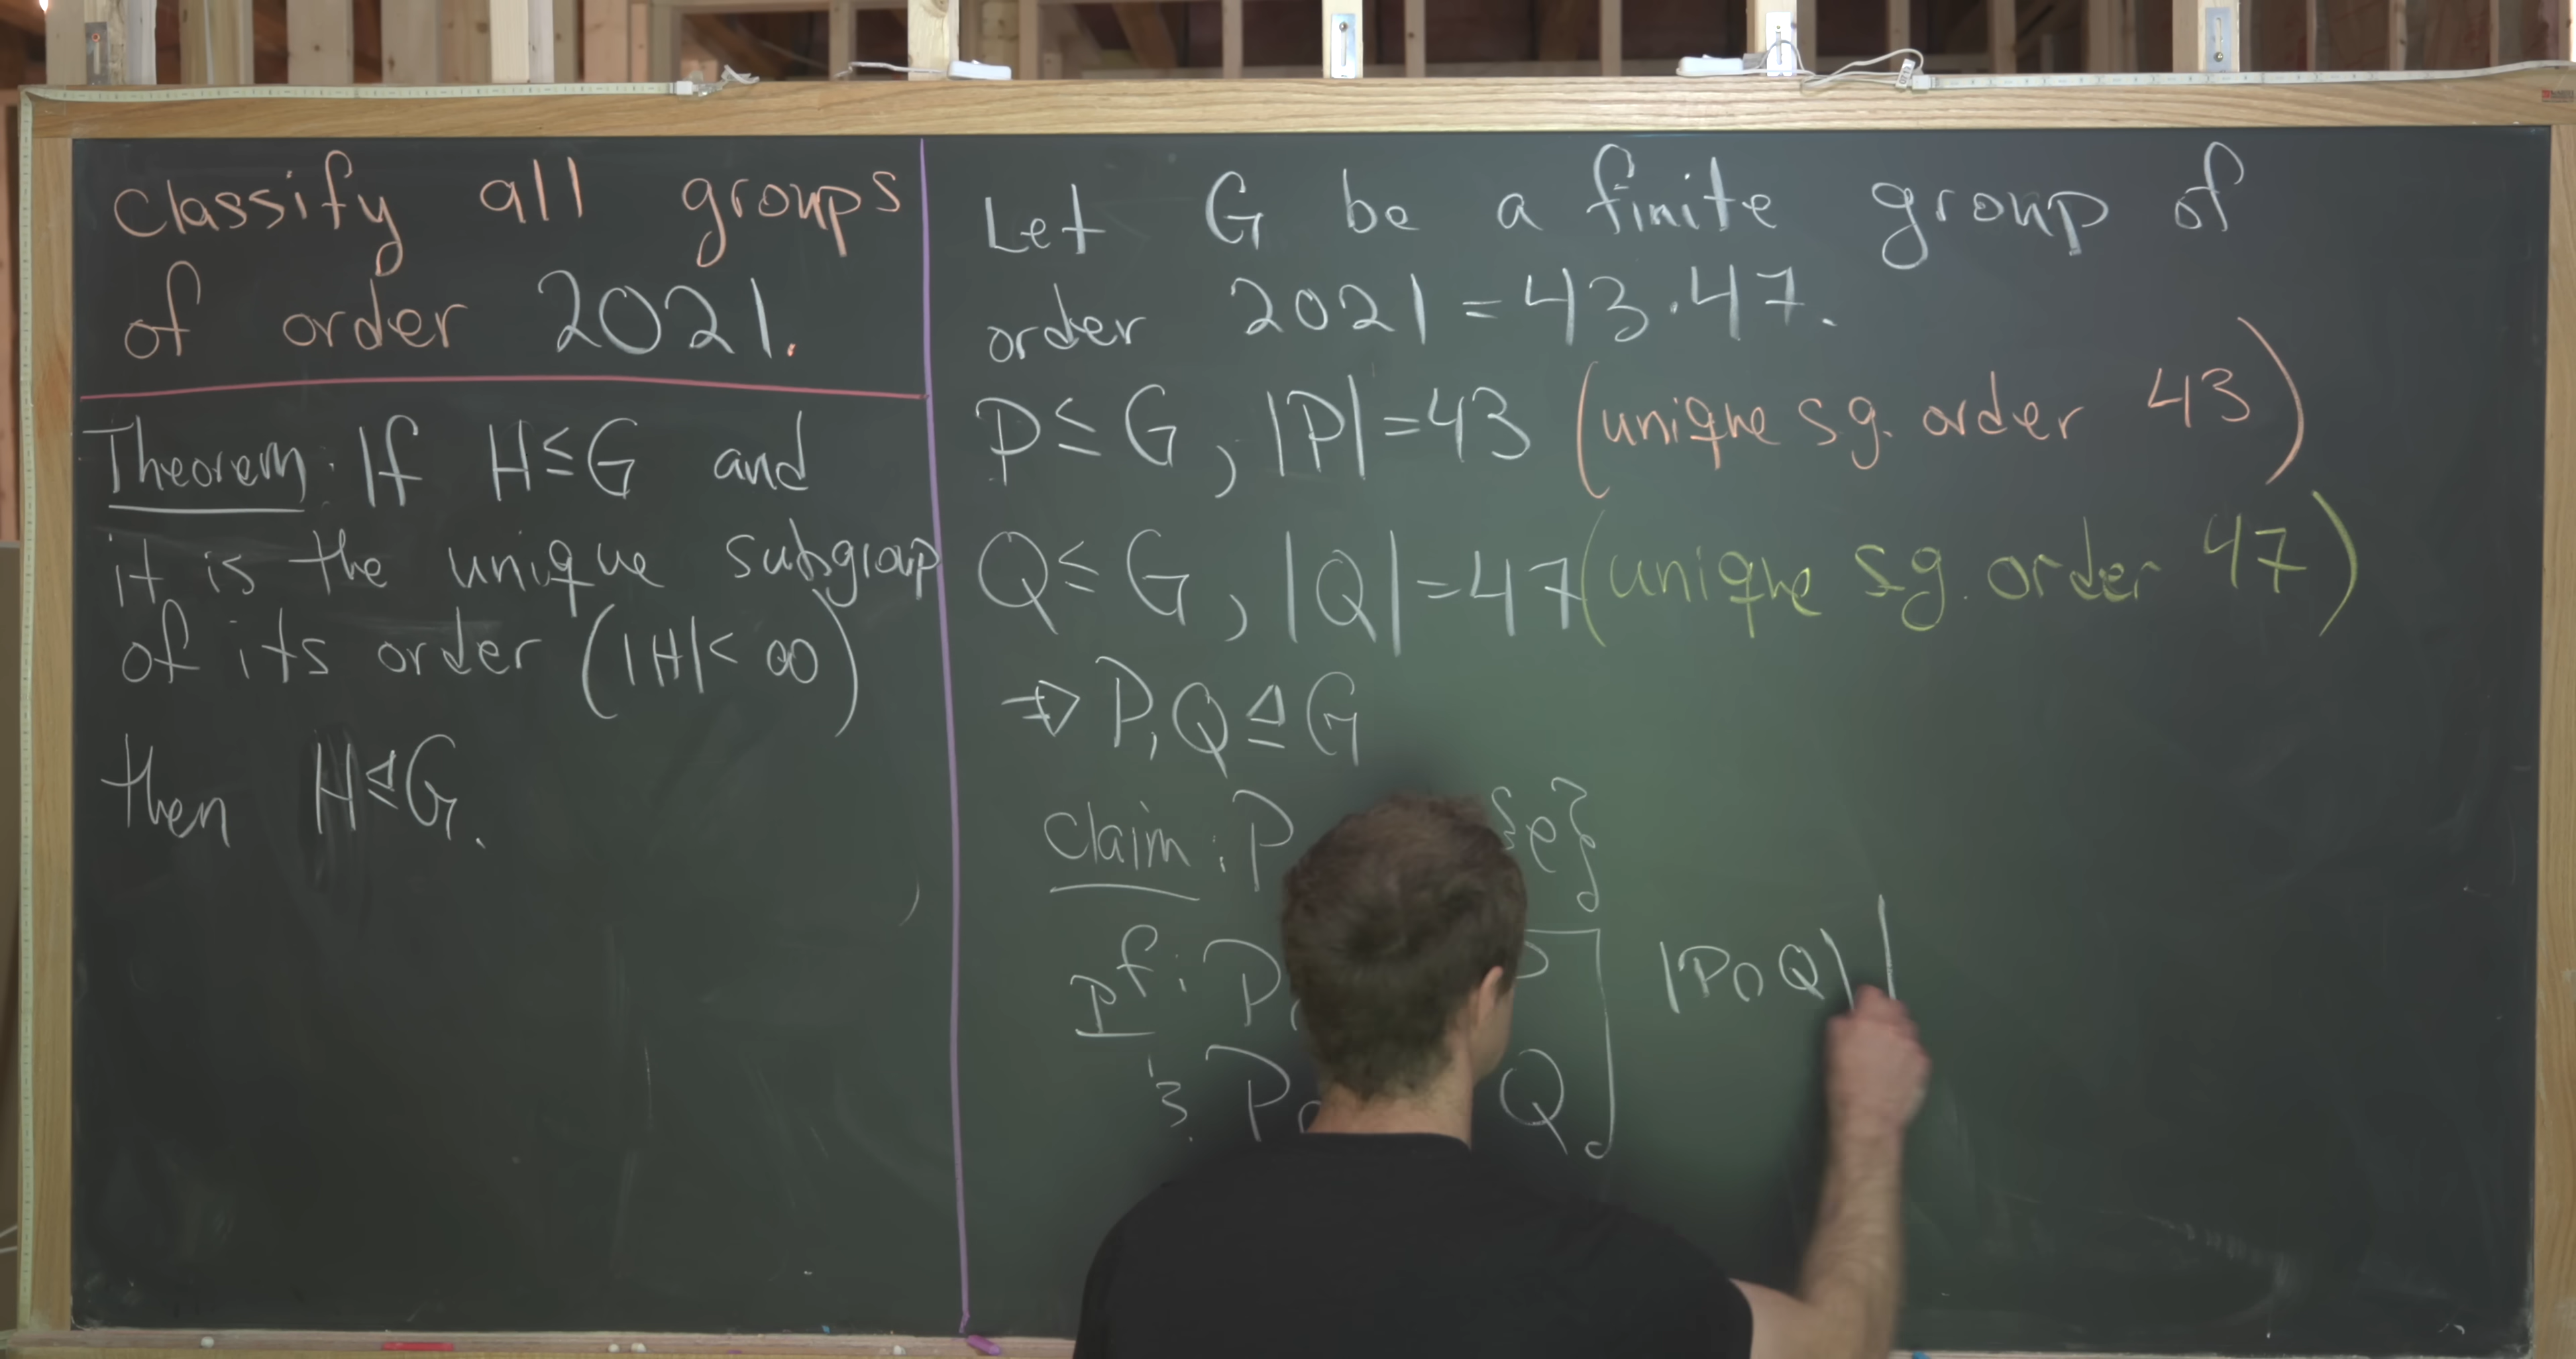 Classify all groups
of order 2021.
Theorem: If H≤G and
it is the unique subgroup
of its order (|H|< ∞)
then H⊴G.
Let G be a finite group of
order 2021 = 43·47.
P≤G, |P|=43 (unique sg. order 43)
Q≤G, |Q|=47 (unique sg. order 47)
⇒ P,Q ⊴ G
Claim: P {e}
Pf: P P
& P∩ Q
|P∩Q| |